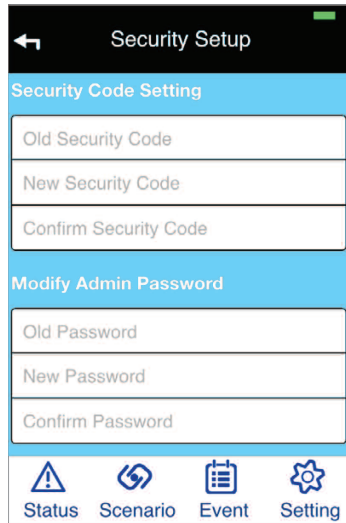 Security Setup
Security Code Setting
Old Security Code
New Security Code
Confirm Security Code
Modify Admin Password
Old Password
New Password
Confirm Password
Status Scenario Event Setting